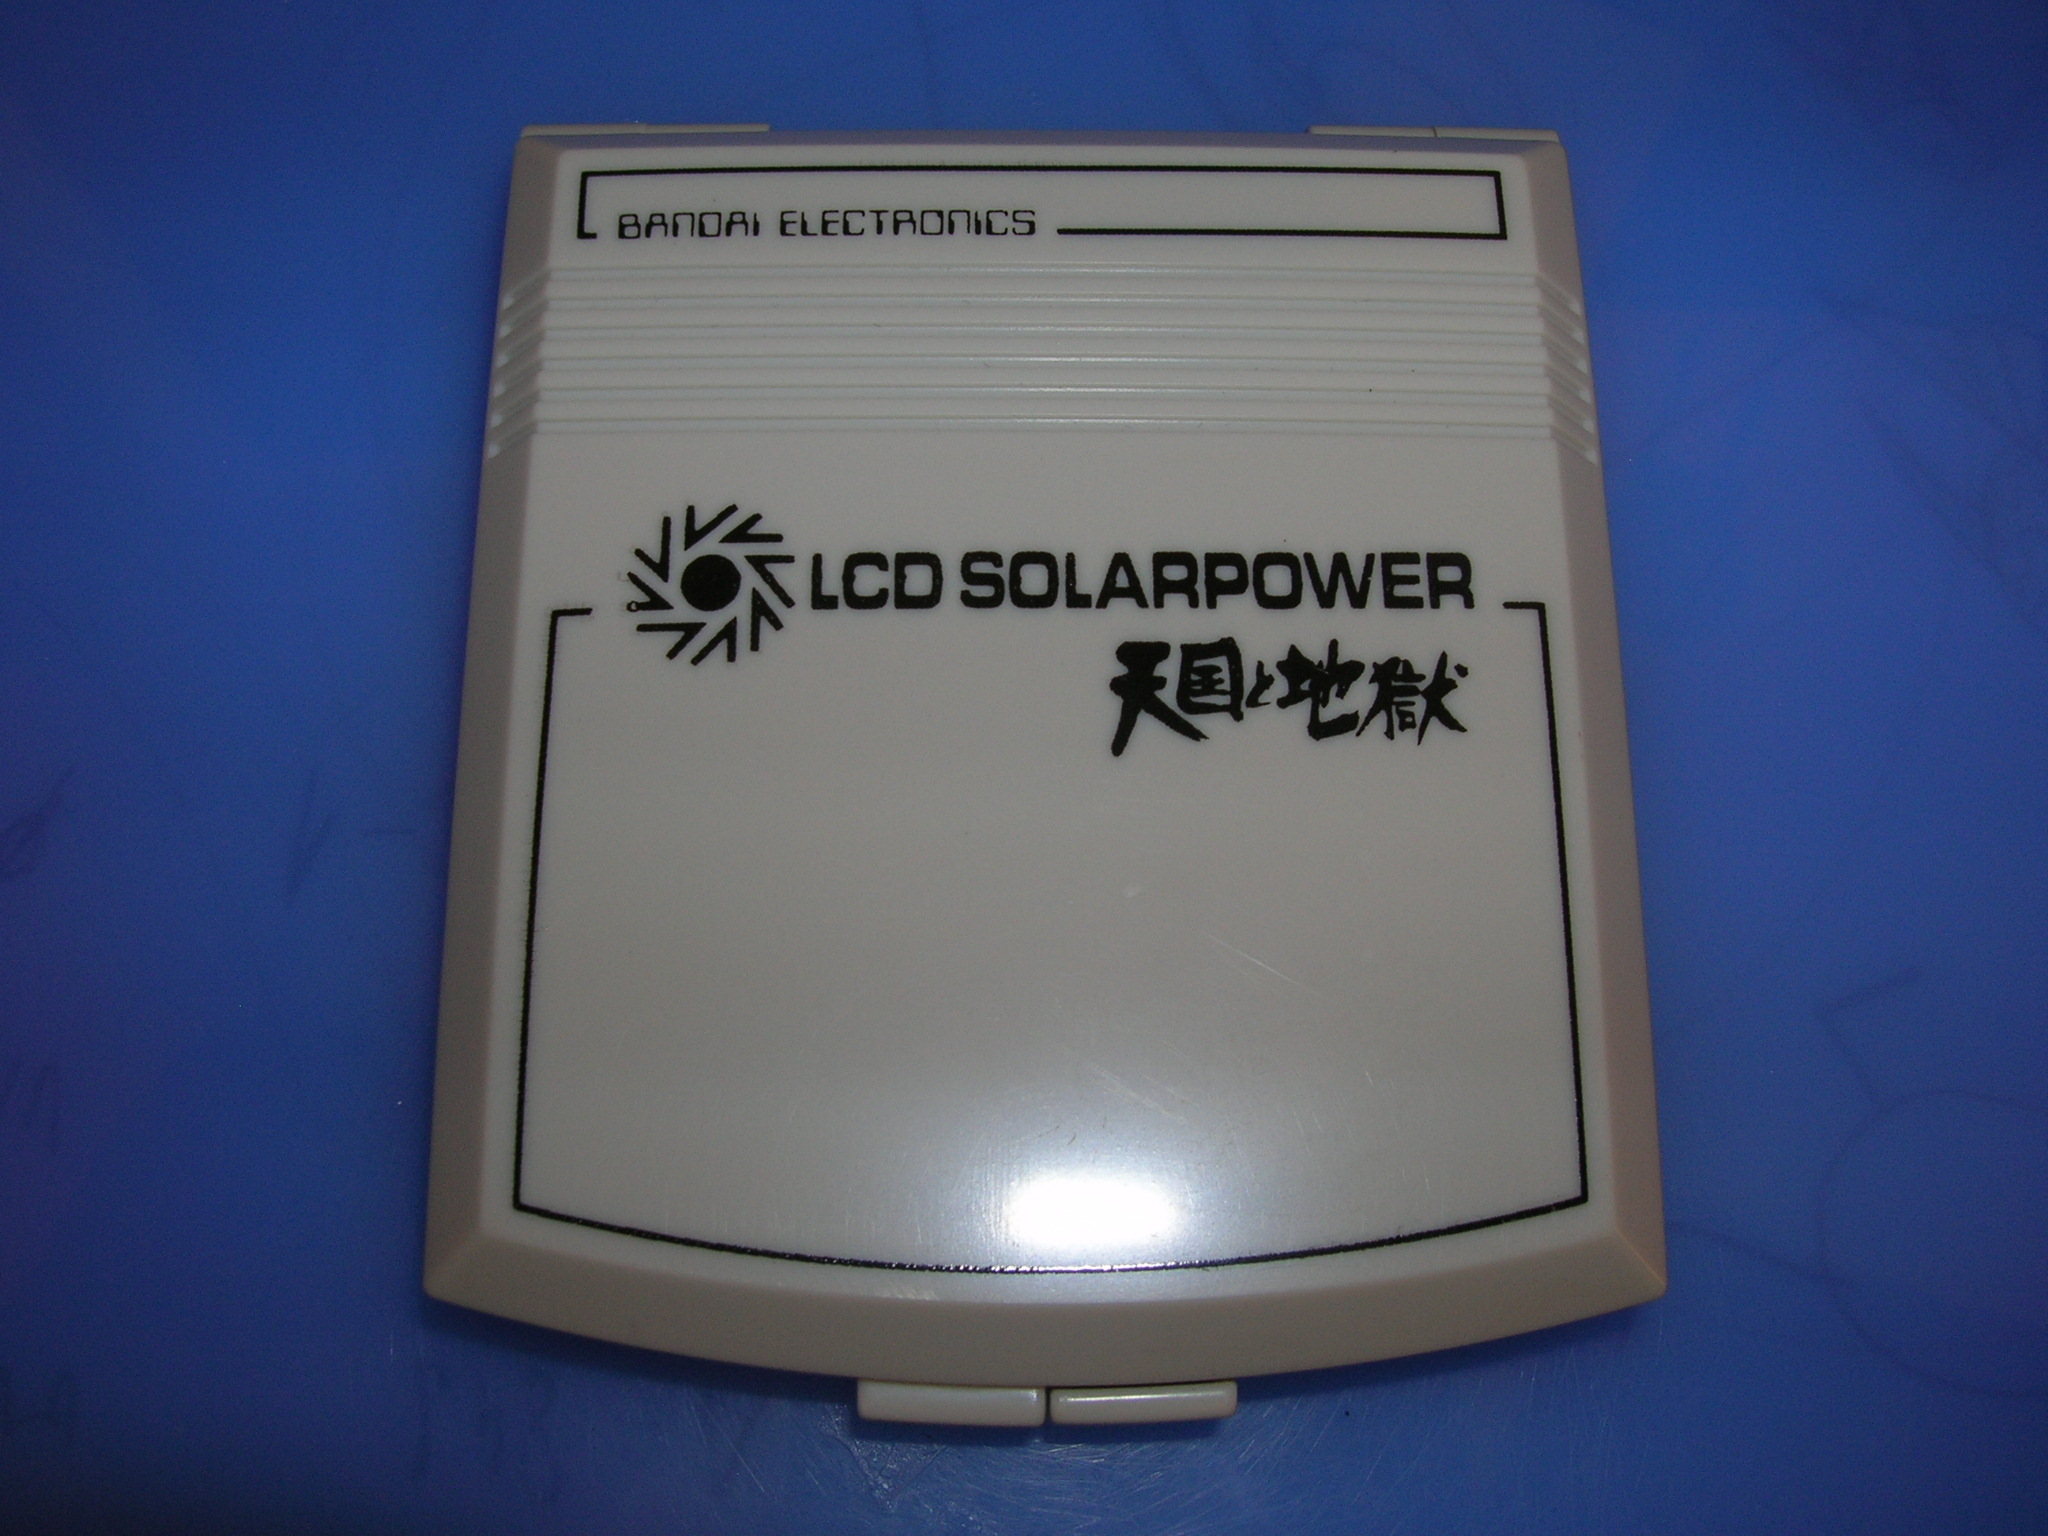 BANDAI ELECTRONICS
LCD SOLARPOWER
天国と地獄